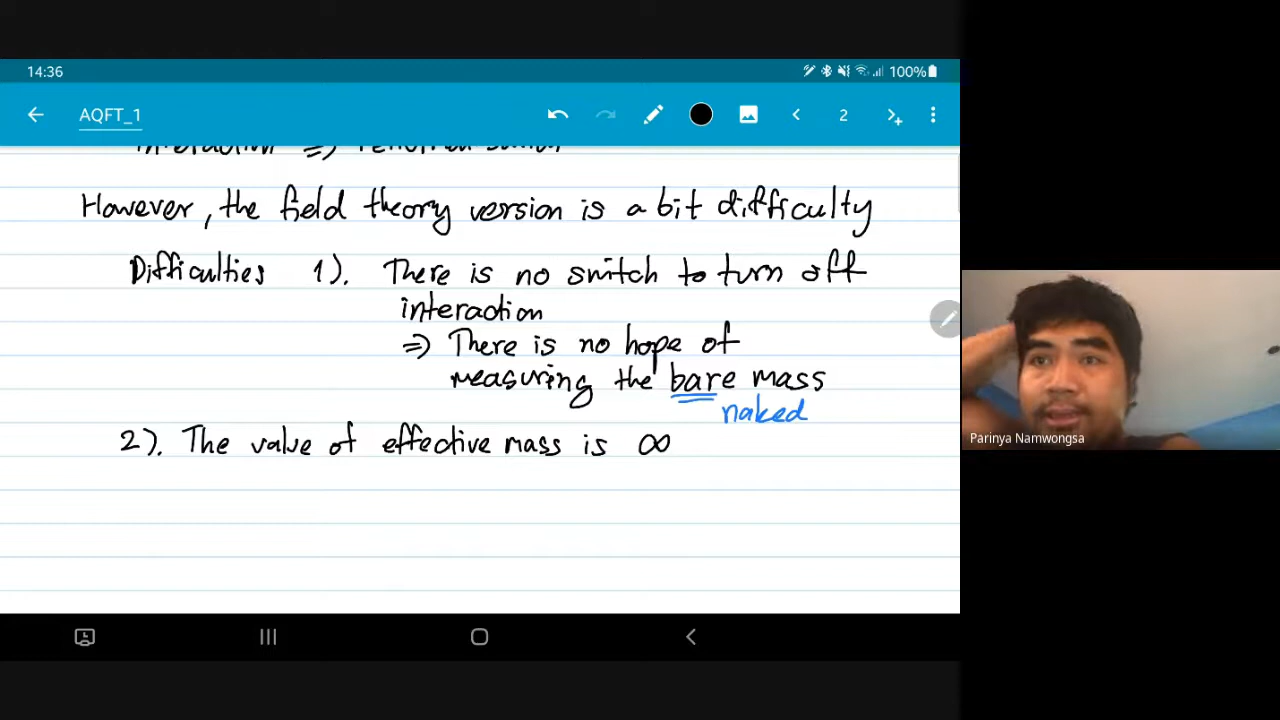 14:36 100%
AQFT_1 2
interaction ⇒
However, the field theory version is a bit difficulty
Difficulties 1). There is no switch to turn off
interaction
⇒ There is no hope of
measuring the bare mass
naked
2). The value of effective mass is ∞
Parinya Namwongsa